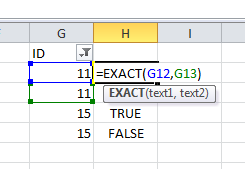 G H I
ID
11 =EXACT(G12,G13)
11 EXACT(text1, text2)
15 TRUE
15 FALSE